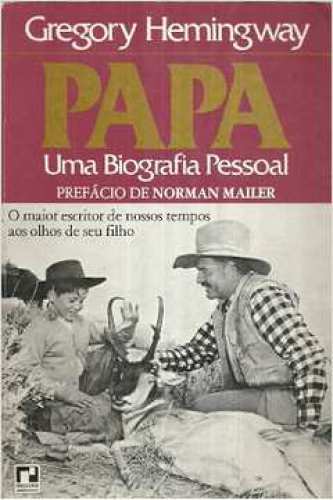 Gregory Hemingway
PAPA
Uma Biografia Pessoal
PREFÁCIO DE NORMAN MAILER
O maior escritor de nossos tempos
aos olhos de seu filho